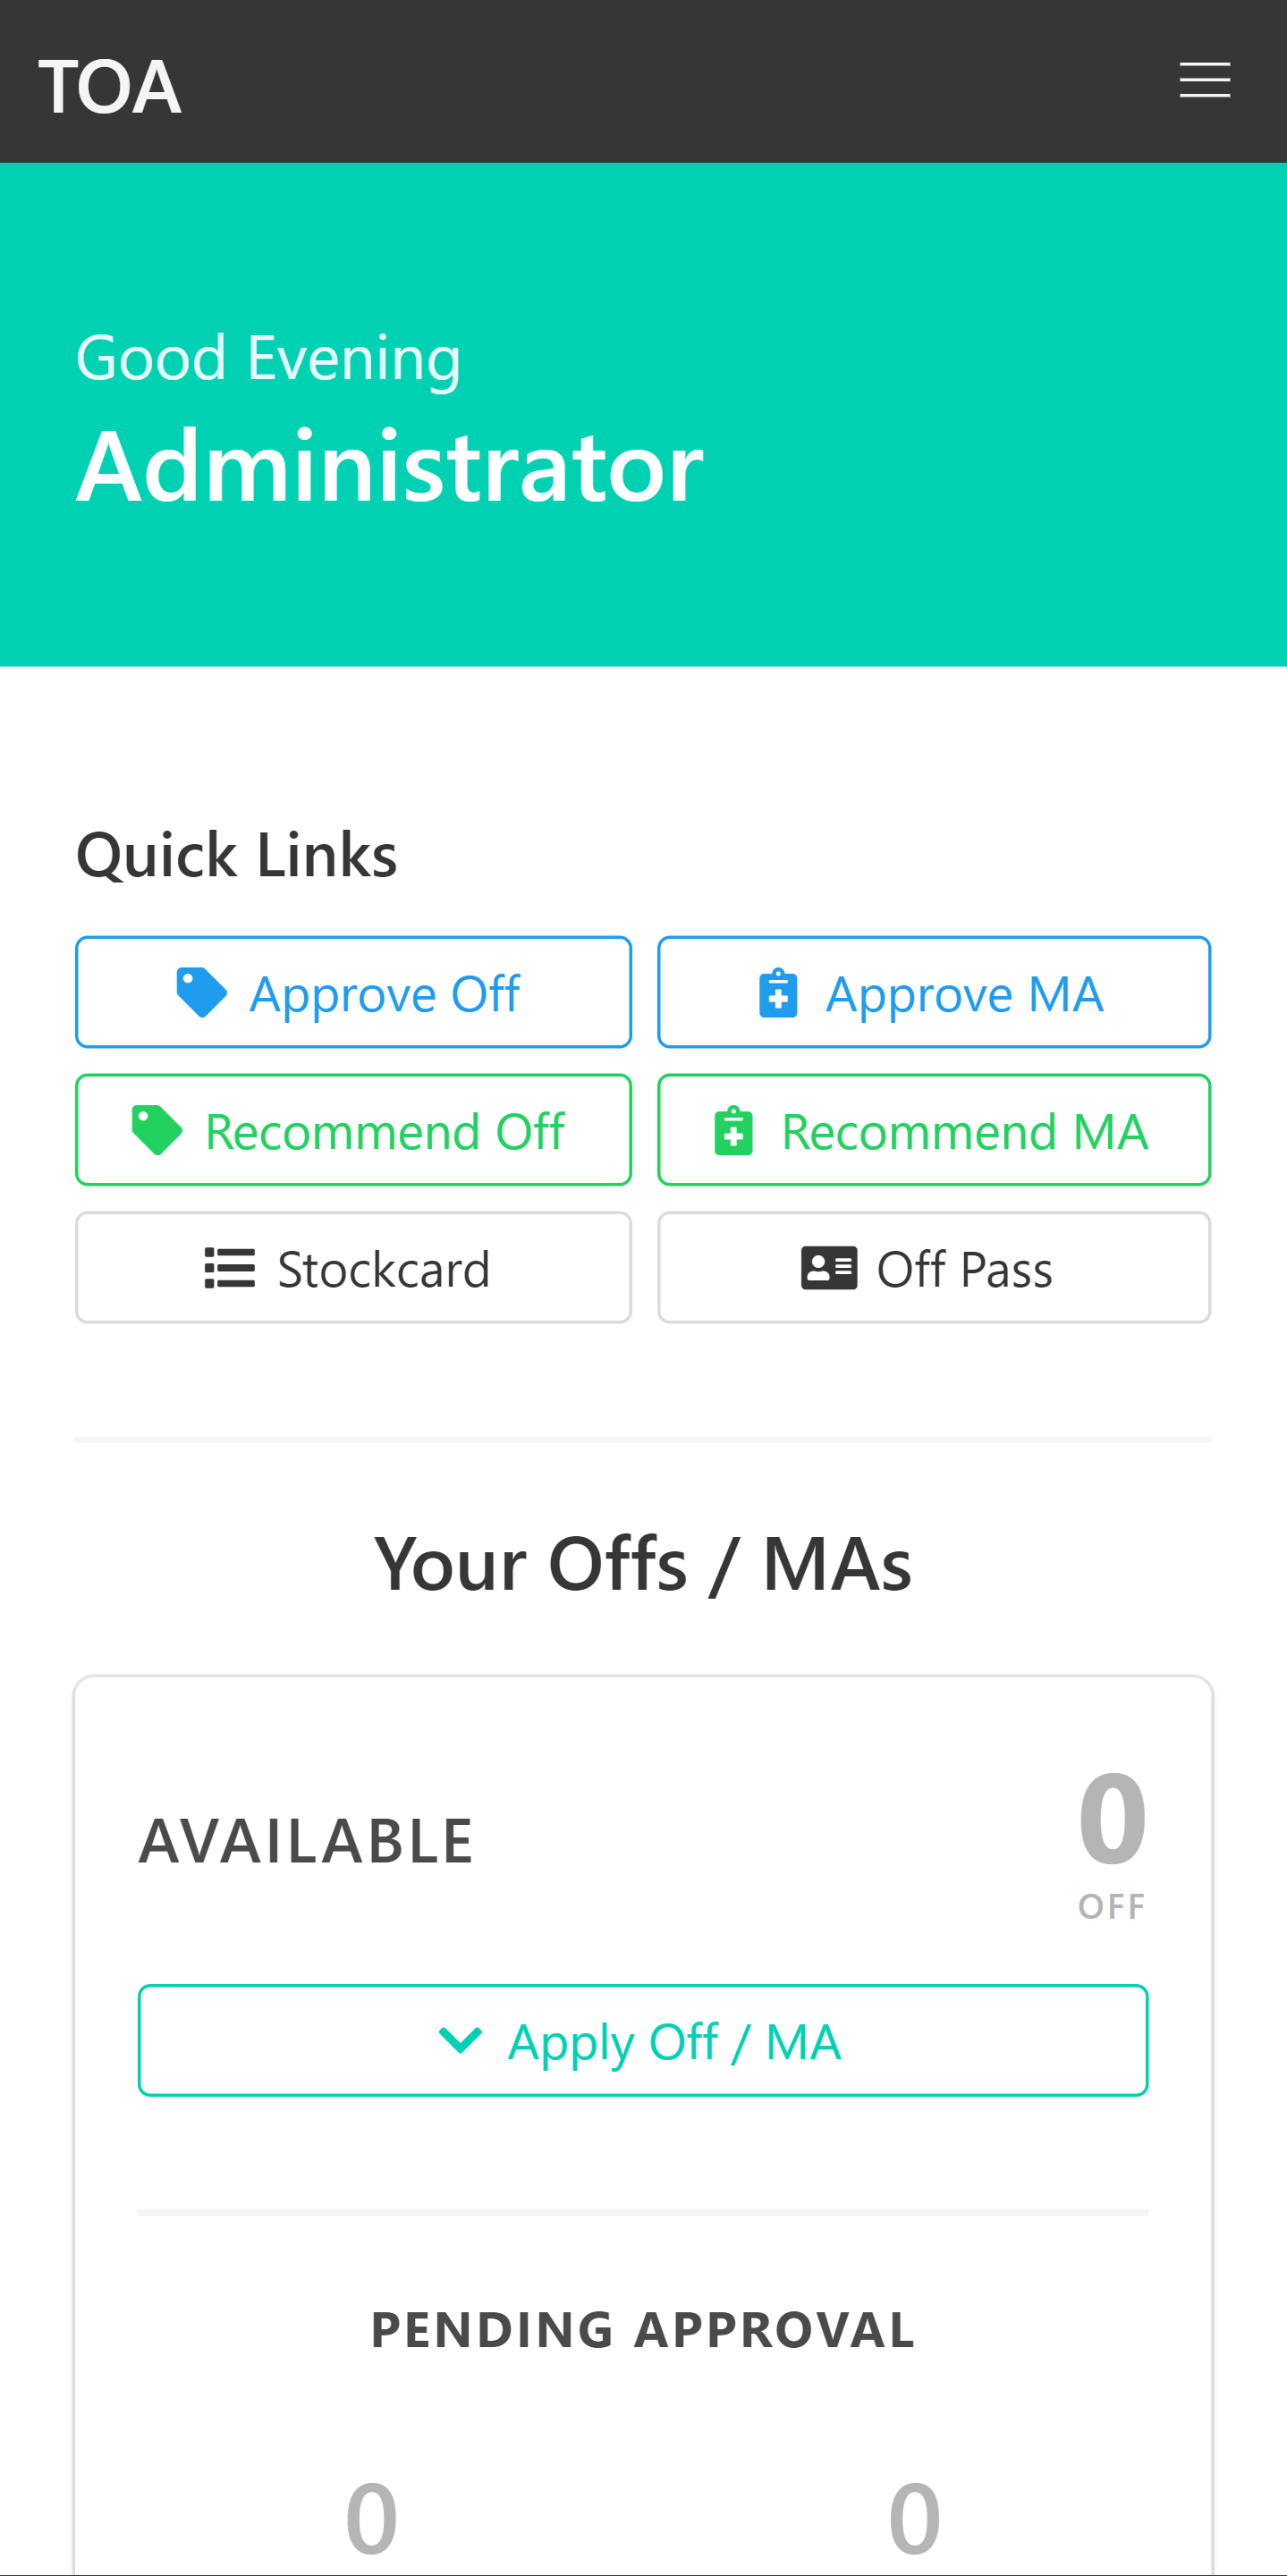 TOA
Good Evening
Administrator
Quick Links
Approve Off
Approve MA
Recommend Off
Recommend MA
Stockcard
Off Pass
Your Offs / MAs
AVAILABLE
0
OFF
Apply Off / MA
PENDING APPROVAL
0 0